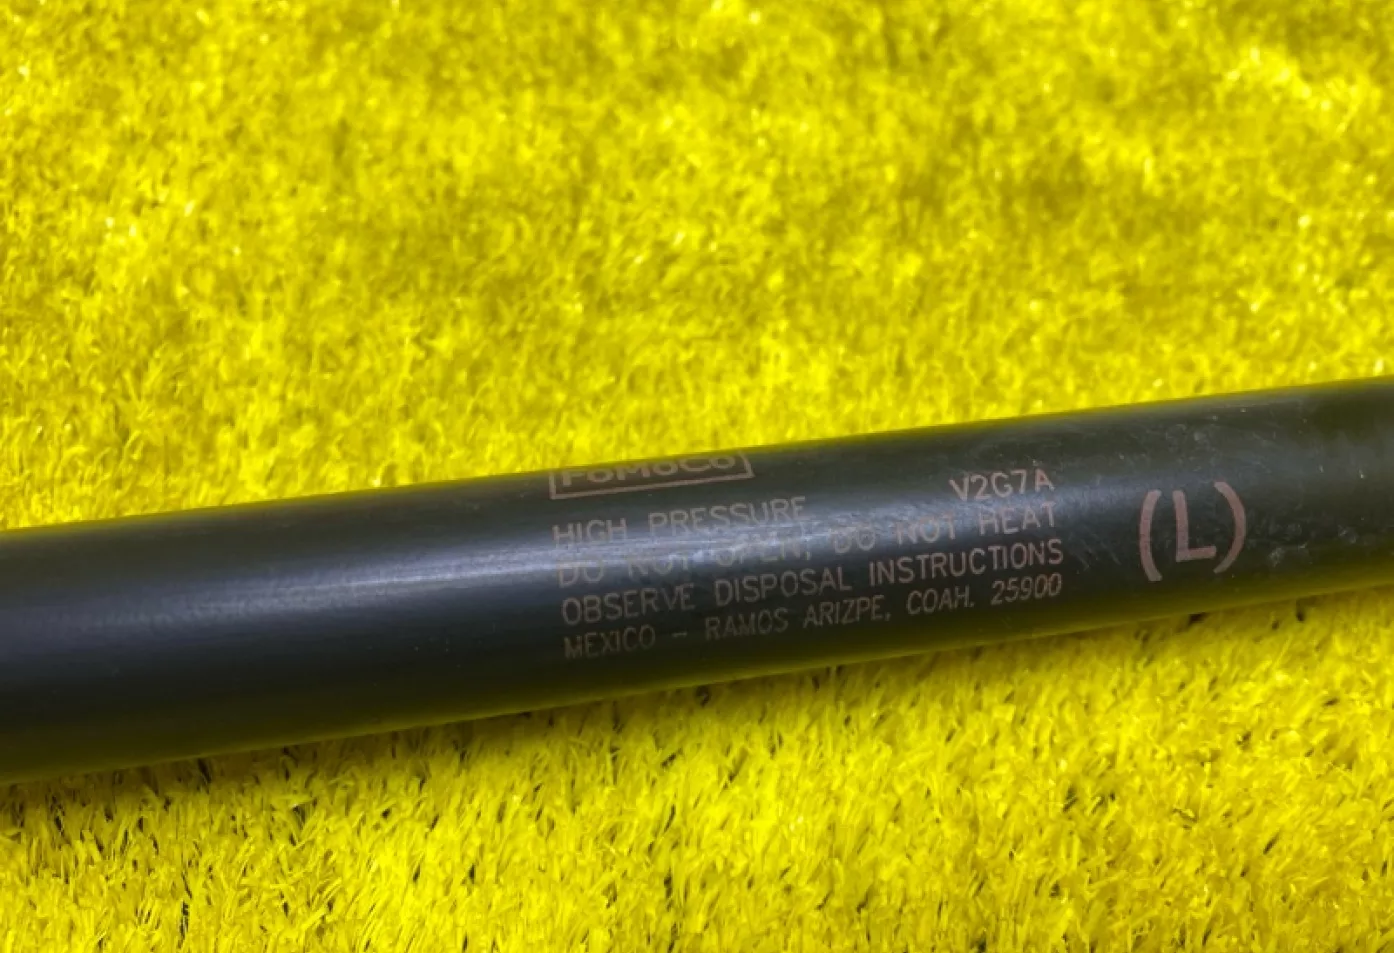 FoMoCo
V2G7A
HIGH PRESSURE
DO NOT OPEN, DO NOT HEAT
OBSERVE DISPOSAL INSTRUCTIONS
MEXICO - RAMOS ARIZPE, COAH. 25900
(L)